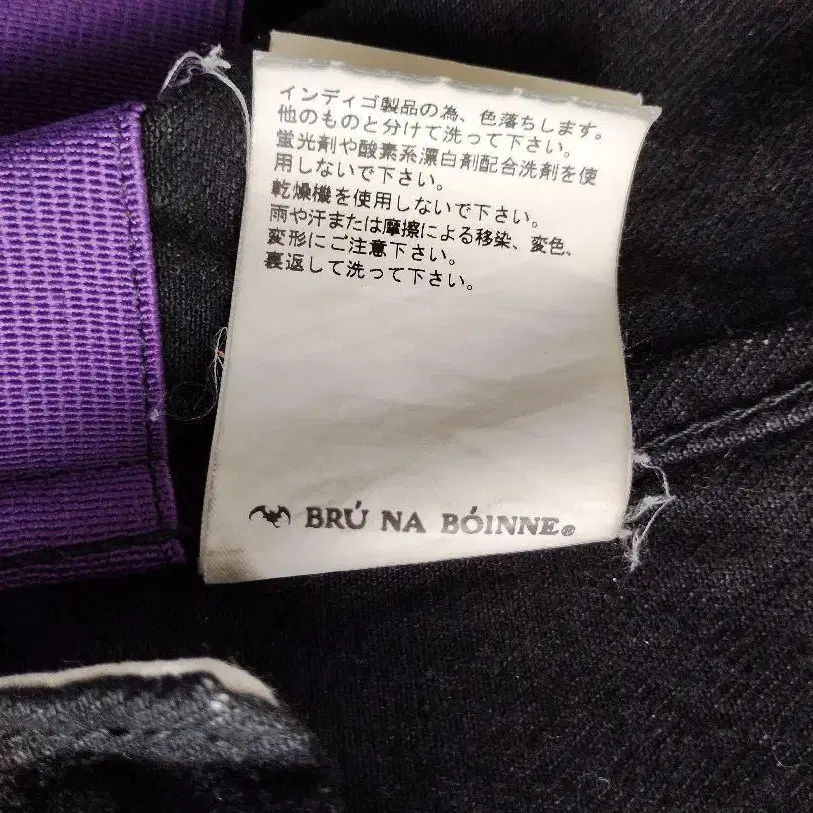 インディゴ製品の為、色落ちします。
他のものと分けて洗って下さい。
蛍光剤や酸素系漂白剤配合洗剤を使
用しないで下さい。
乾燥機を使用しないで下さい。
雨や汗または摩擦による移染、変色、
変形にご注意下さい。
裏返して洗って下さい。
BRÚ NA BÓINNE®